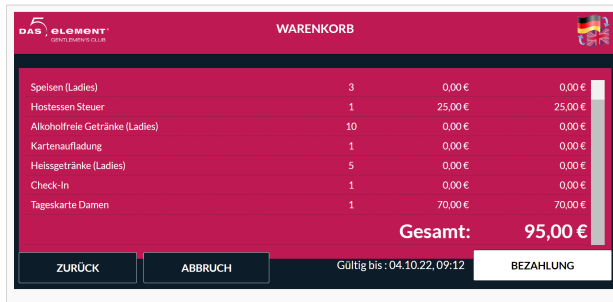 DAS 5. ELEMENT
GENTLEMEN'S CLUB
WARENKORB
Speisen (Ladies) 3 0,00 € 0,00 €
Hostessen Steuer 1 25,00 € 25,00 €
Alkoholfreie Getränke (Ladies) 10 0,00 € 0,00 €
Kartenaufladung 1 0,00 € 0,00 €
Heissgetränke (Ladies) 5 0,00 € 0,00 €
Check-In 1 0,00 € 0,00 €
Tageskarte Damen 1 70,00 € 70,00 €
Gesamt: 95,00 €
ZURÜCK ABBRUCH Gültig bis : 04.10.22, 09:12 BEZAHLUNG